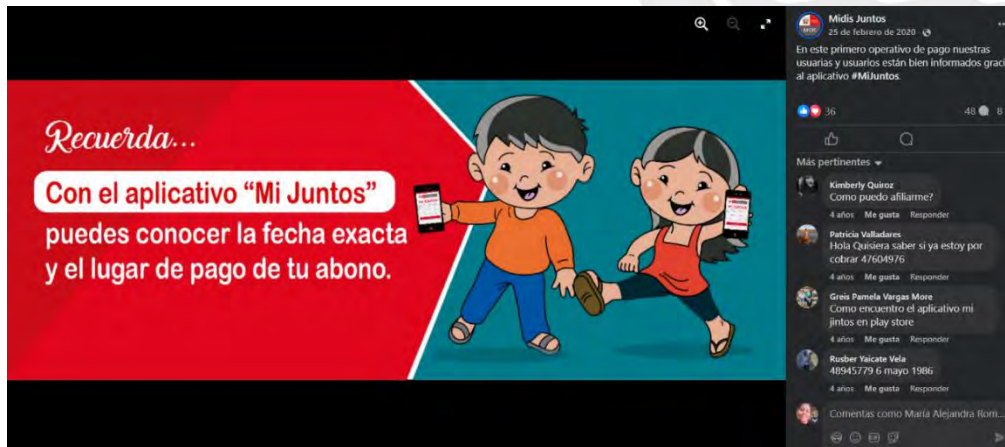 Recuerda...
Con el aplicativo “Mi Juntos”
puedes conocer la fecha exacta
y el lugar de pago de tu abono.
Midis Juntos
25 de febrero de 2020
En este primero operativo de pago nuestras
usuarias y usuarios están bien informados graci
al aplicativo #MiJuntos.
36
48
8
Más pertinentes
Kimberly Quiroz
Como puedo afiliarme?
4 años Me gusta Responder
Patricia Valladares
Hola Quisiera saber si ya estoy por
cobrar 47604976
4 años Me gusta Responder
Greis Pamela Vargas More
Como encuentro el aplicativo mi
jintos en play store
4 años Me gusta Responder
Rusber Yaicate Vela
48945779 6 mayo 1986
4 años Me gusta Responder
Comentas como María Alejandra Rom...